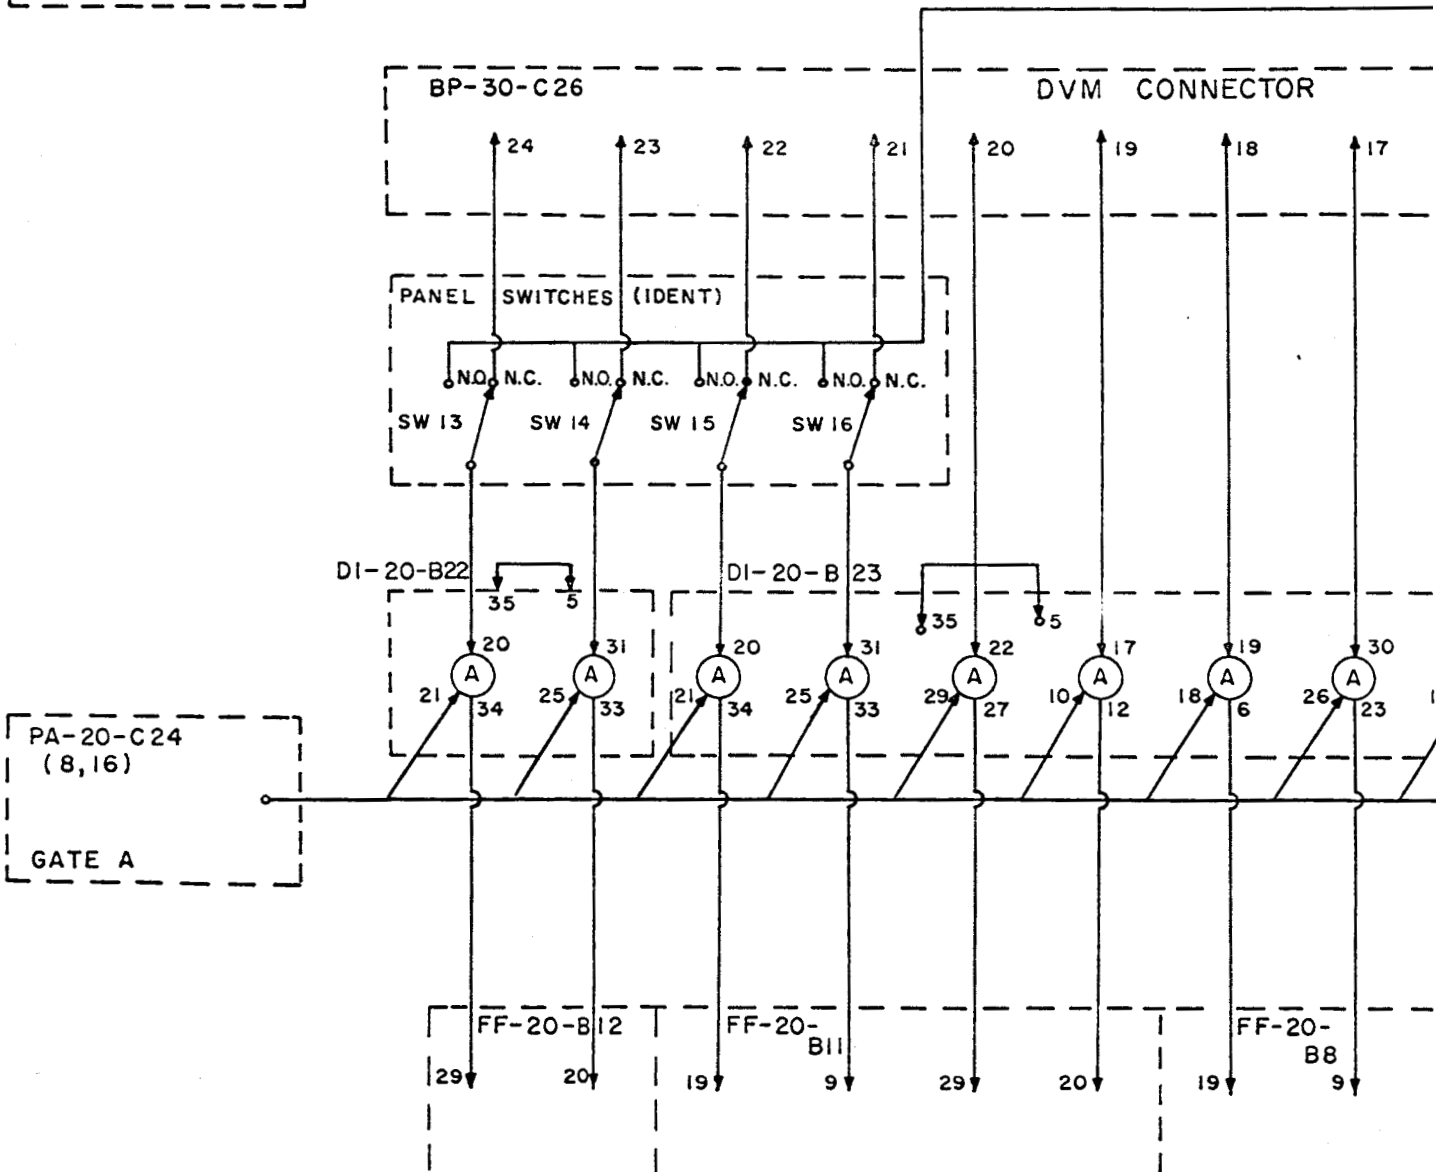 BP-30-C26
DVM CONNECTOR
24 23 22 21 20 19 18 17
PANEL SWITCHES (IDENT)
N.O. N.C. N.O. N.C. N.O. N.C. N.O. N.C.
SW 13 SW 14 SW 15 SW 16
DI-20-B22 DI-20-B23
35 5 35 5
20 31 20 31 22 17 19 30
A A A A A A A A
21 25 21 25 29 10 18 26
34 33 34 33 27 12 6 23
PA-20-C24
(8,16)
GATE A
FF-20-B12 FF-20- FF-20-
B11 B8
29 20 19 9 29 20 19 9